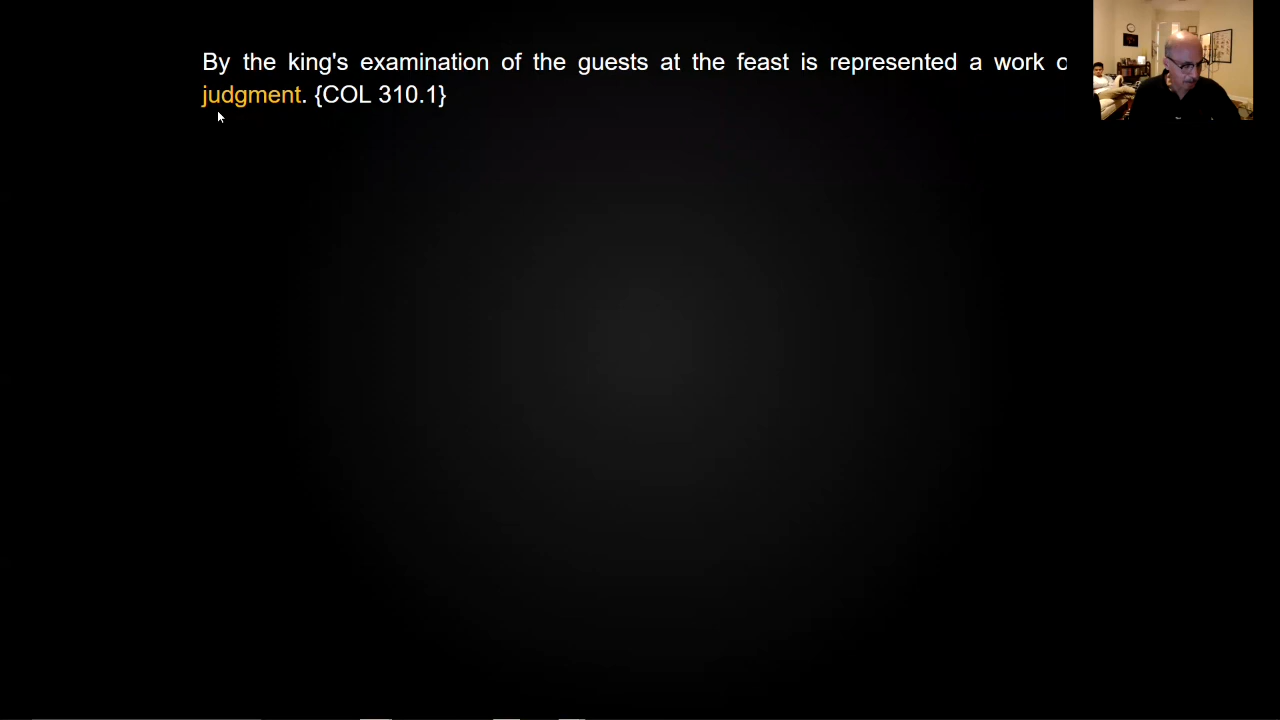 By the king's examination of the guests at the feast is represented a work
judgment. {COL 310.1}